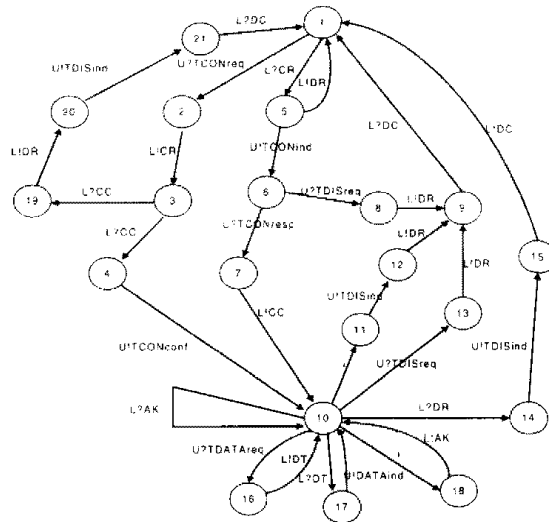 L?DC
1
21
U?TCONreq
L?CR
U!TDISind
L!DR
20
2
5
L?DC
L!DC
L!CR
U!TCONind
L!DR
L?CC
6
U?TDISreq
19
3
8
L!DR
9
U?TCONresp
L?CC
L!DR
4
7
12
15
L!DR
U!TDISind
L!CC
13
11
U!TDISind
U!TCONconf
i
U?TDISreq
L?AK
L?DR
10
14
U?TDATAreq
L!AK
L!DT
i
L?DT
U!DATAind
16
17
18